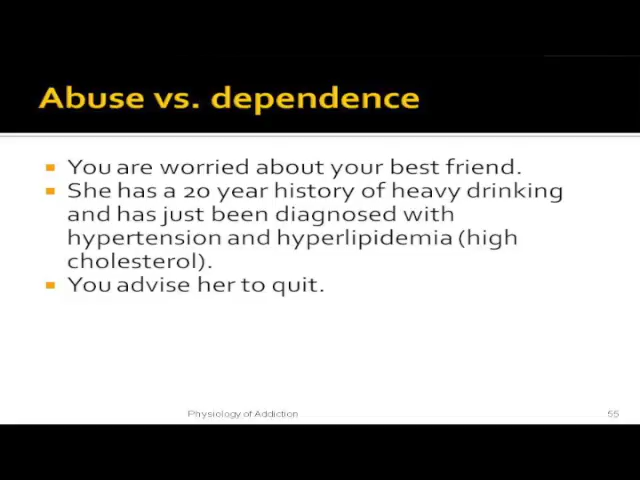 Abuse vs. dependence
You are worried about your best friend.
She has a 20 year history of heavy drinking
and has just been diagnosed with
hypertension and hyperlipidemia (high
cholesterol).
You advise her to quit.
Physiology of Addiction 55